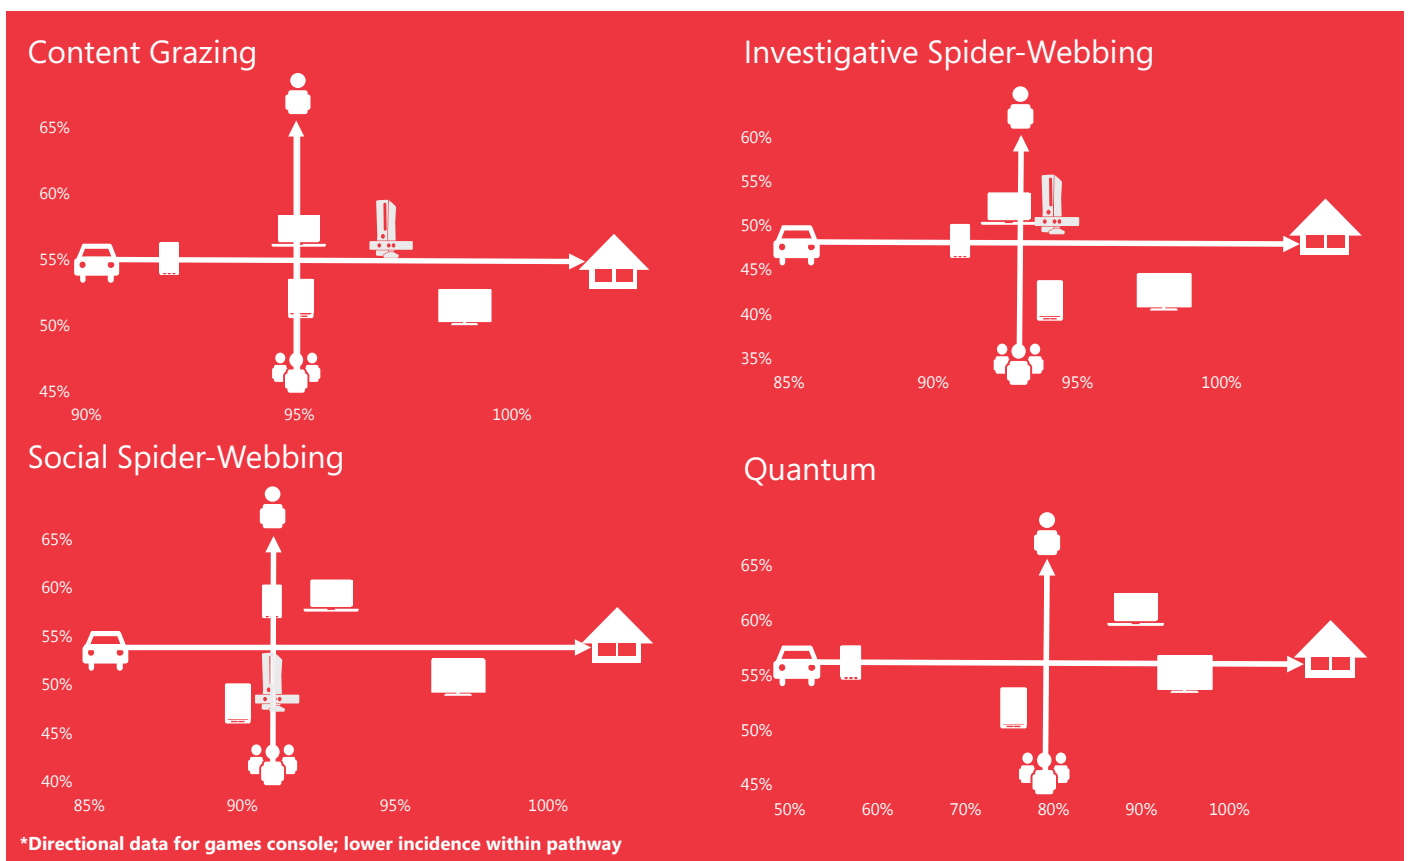 Content Grazing
65%
60%
55%
50%
45%
90% 95% 100%
Investigative Spider-Webbing
60%
55%
50%
45%
40%
35%
85% 90% 95% 100%
Social Spider-Webbing
65%
60%
55%
50%
45%
40%
85% 90% 95% 100%
Quantum
65%
60%
55%
50%
45%
50% 60% 70% 80% 90% 100%
*Directional data for games console; lower incidence within pathway